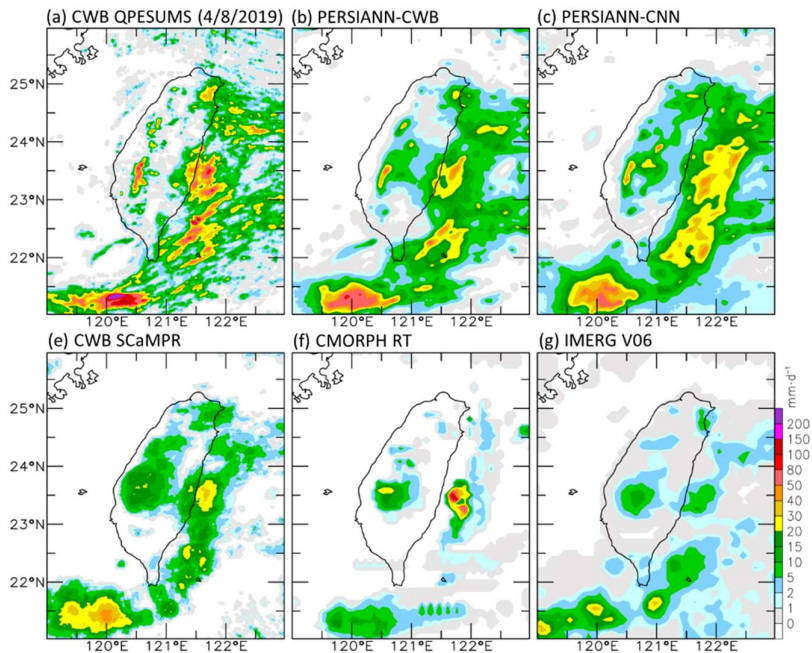 (a) CWB QPESUMS (4/8/2019) (b) PERSIANN-CWB (c) PERSIANN-CNN
25°N
24°N
23°N
22°N
120°E 121°E 122°E 120°E 121°E 122°E 120°E 121°E 122°E
(e) CWB SCaMPR (f) CMORPH RT (g) IMERG V06
mm·d⁻¹
25°N
24°N
23°N
22°N
200
150
100
80
50
40
30
20
15
10
5
2
1
0
120°E 121°E 122°E 120°E 121°E 122°E 120°E 121°E 122°E